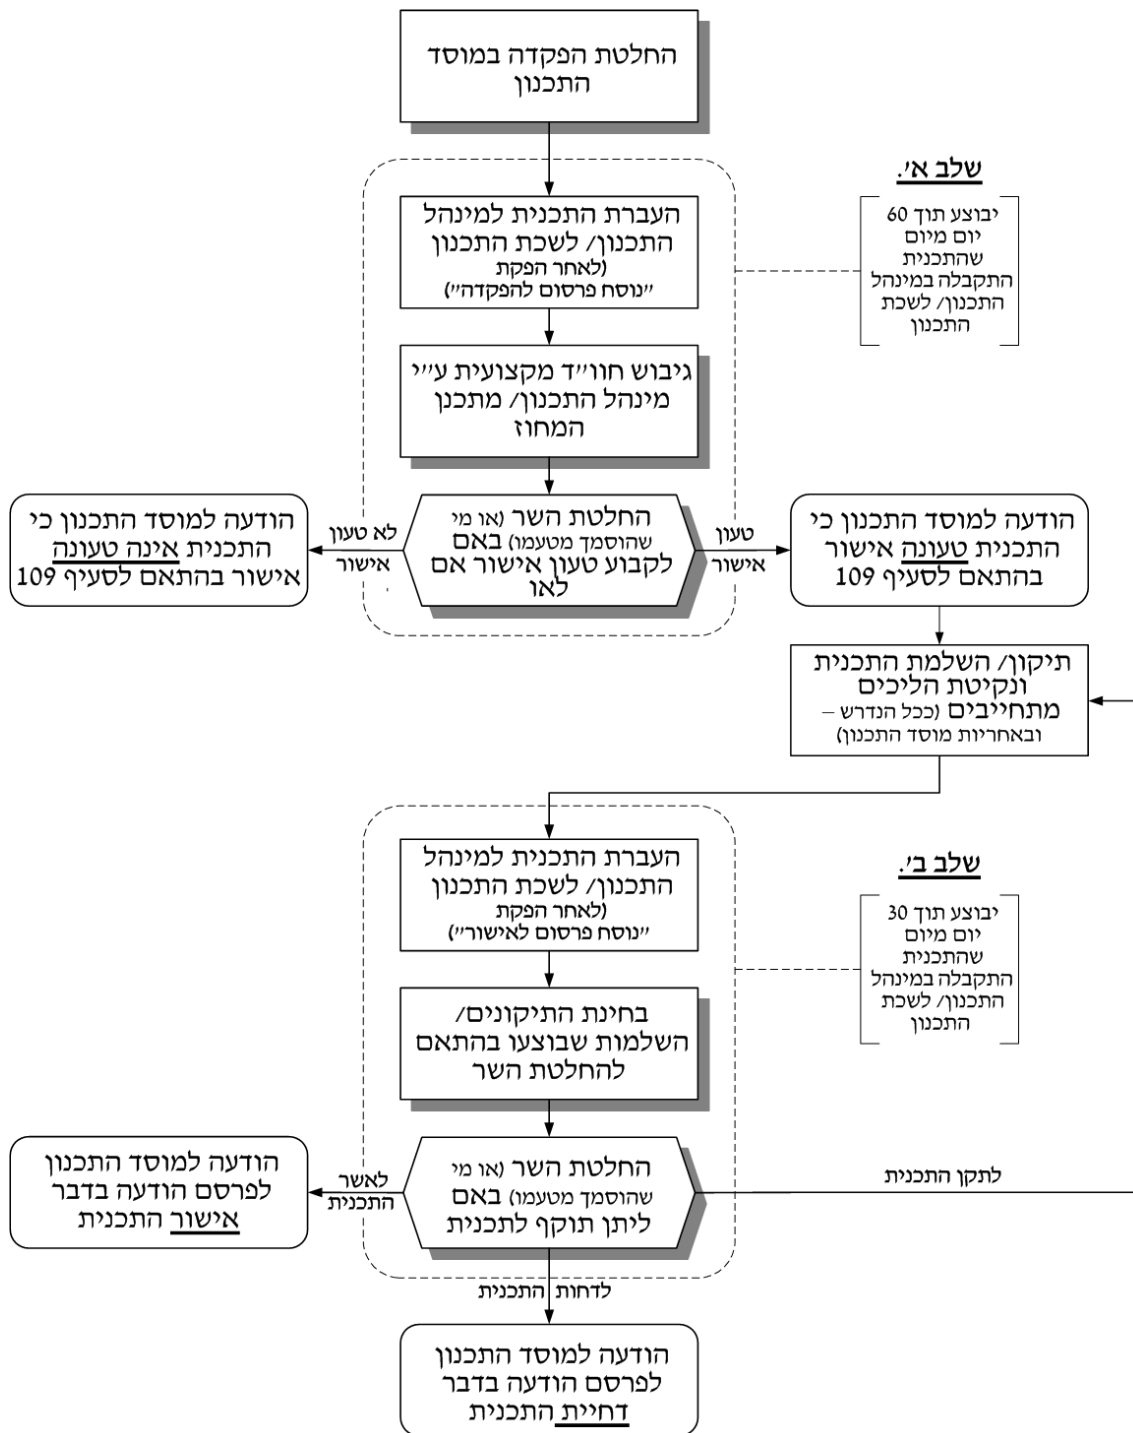 החלטת הפקדה במוסד
התכנון
שלב א'.
יבוצע תוך 60
יום מיום
שהתכנית
התקבלה במינהל
התכנון/ לשכת
התכנון
העברת התכנית למינהל
התכנון/ לשכת התכנון
(לאחר הפקת
"נוסח פרסום להפקדה")
גיבוש חוו"ד מקצועית ע"י
מינהל התכנון/ מתכנן
המחוז
החלטת השר (או מי
שהוסמך מטעמו) באם
לקבוע טעון אישור אם
לאו
טעון
אישור
לא טעון
אישור
הודעה למוסד התכנון כי
התכנית טעונה אישור
בהתאם לסעיף 109
הודעה למוסד התכנון כי
התכנית אינה טעונה
אישור בהתאם לסעיף 109
תיקון/ השלמת התכנית
ונקיטת הליכים
מתחייבים (ככל הנדרש –
ובאחריות מוסד התכנון)
שלב ב'.
יבוצע תוך 30
יום מיום
שהתכנית
התקבלה במינהל
התכנון/ לשכת
התכנון
העברת התכנית למינהל
התכנון/ לשכת התכנון
(לאחר הפקת
"נוסח פרסום לאישור")
בחינת התיקונים/
השלמות שבוצעו בהתאם
להחלטת השר
החלטת השר (או מי
שהוסמך מטעמו) באם
ליתן תוקף לתכנית
לתקן התכנית
לאשר
התכנית
הודעה למוסד התכנון
לפרסם הודעה בדבר
אישור התכנית
לדחות התכנית
הודעה למוסד התכנון
לפרסם הודעה בדבר
דחיית התכנית